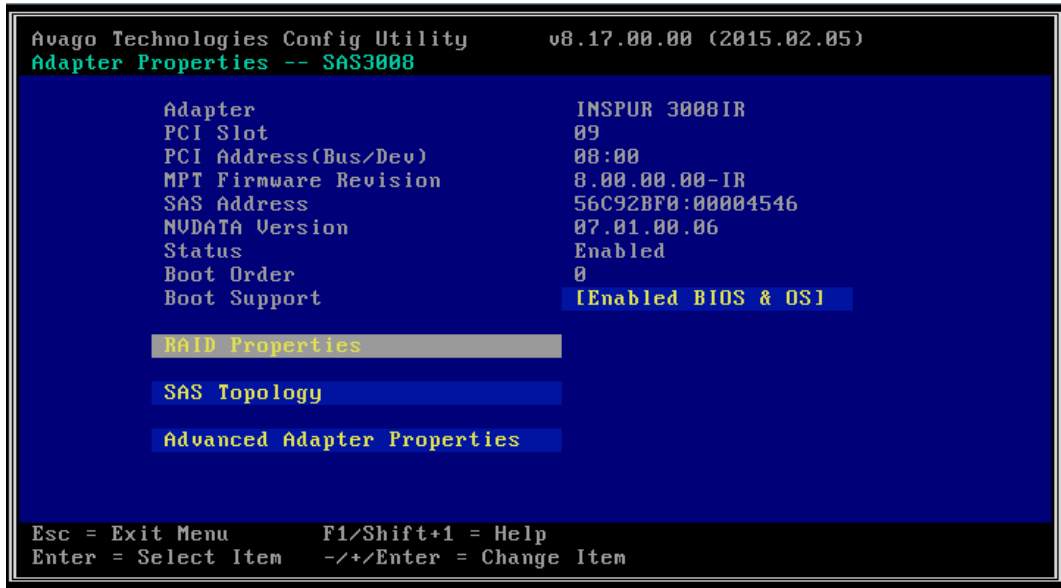 Avago Technologies Config Utility v8.17.00.00 (2015.02.05)
Adapter Properties -- SAS3008
Adapter INSPUR 3008IR
PCI Slot 09
PCI Address(Bus/Dev) 08:00
MPT Firmware Revision 8.00.00.00-IR
SAS Address 56C92BF0:00004546
NVDATA Version 07.01.00.06
Status Enabled
Boot Order 0
Boot Support [Enabled BIOS & OS]
RAID Properties
SAS Topology
Advanced Adapter Properties
Esc = Exit Menu F1/Shift+1 = Help
Enter = Select Item -/+/Enter = Change Item